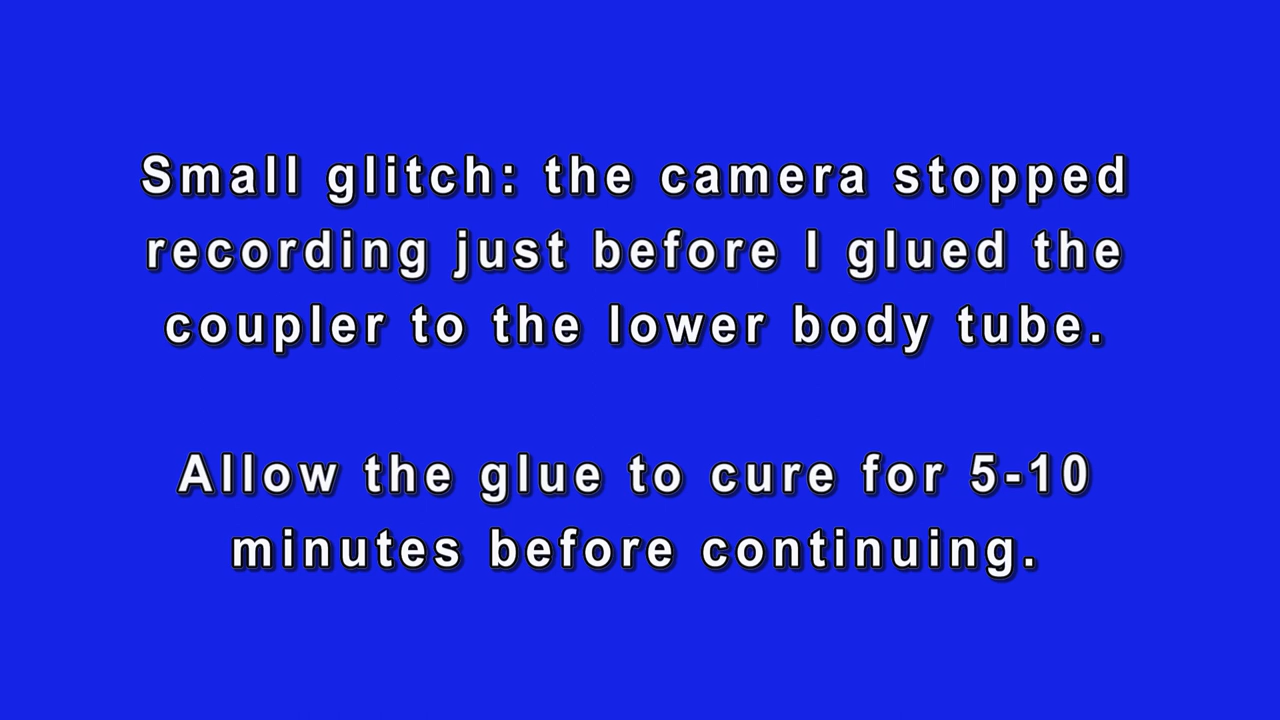 Small glitch: the camera stopped
recording just before I glued the
coupler to the lower body tube.
Allow the glue to cure for 5-10
minutes before continuing.